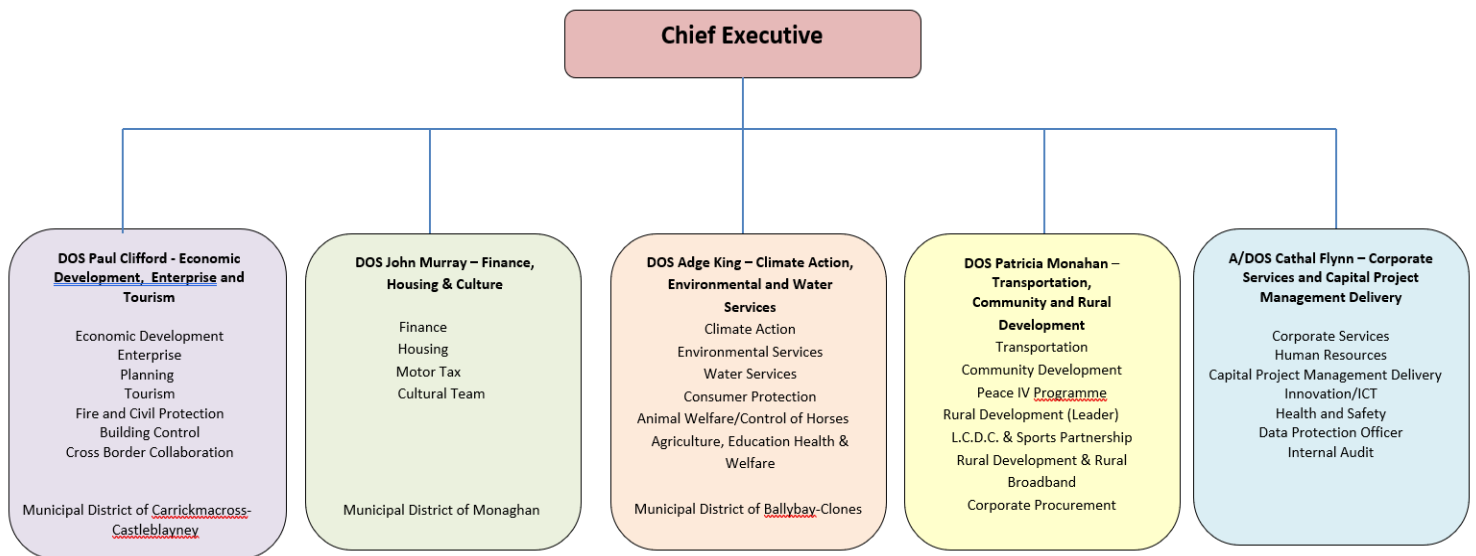 Chief Executive
DOS Paul Clifford - Economic
Development,  Enterprise and
Tourism
Economic Development
Enterprise
Planning
Tourism
Fire and Civil Protection
Building Control
Cross Border Collaboration
Municipal District of Carrickmacross-
Castleblayney
DOS John Murray – Finance,
Housing & Culture
Finance
Housing
Motor Tax
Cultural Team
Municipal District of Monaghan
DOS Adge King – Climate Action,
Environmental and Water
Services
Climate Action
Environmental Services
Water Services
Consumer Protection
Animal Welfare/Control of Horses
Agriculture, Education Health &
Welfare
Municipal District of Ballybay-Clones
DOS Patricia Monahan –
Transportation,
Community and Rural
Development
Transportation
Community Development
Peace IV Programme
Rural Development (Leader)
L.C.D.C. & Sports Partnership
Rural Development & Rural
Broadband
Corporate Procurement
A/DOS Cathal Flynn – Corporate
Services and Capital Project
Management Delivery
Corporate Services
Human Resources
Capital Project Management Delivery
Innovation/ICT
Health and Safety
Data Protection Officer
Internal Audit